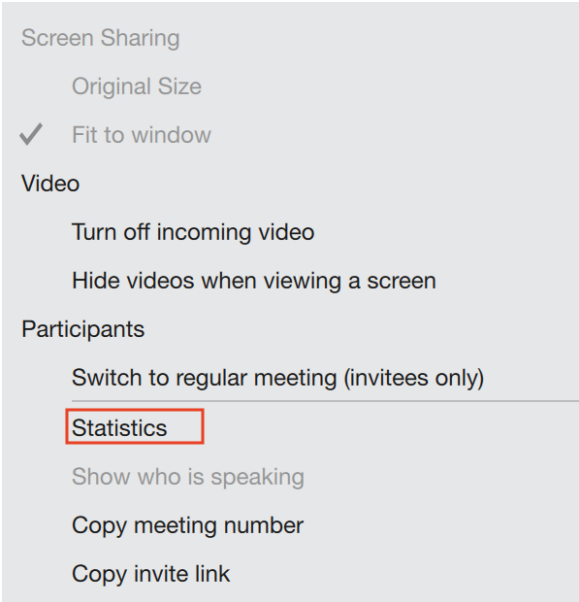 Screen Sharing
Original Size
Fit to window
Video
Turn off incoming video
Hide videos when viewing a screen
Participants
Switch to regular meeting (invitees only)
Statistics
Show who is speaking
Copy meeting number
Copy invite link